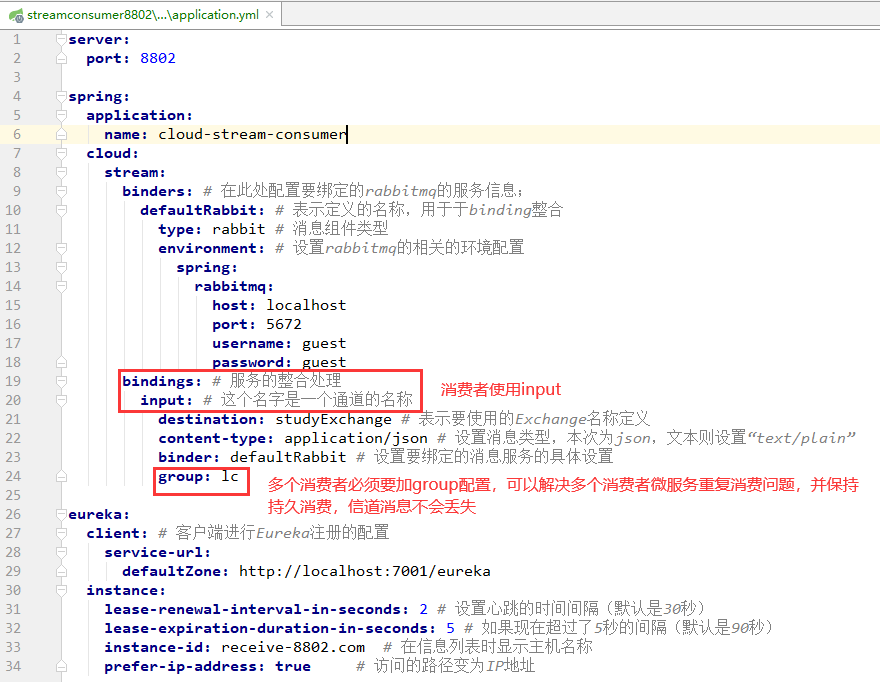 streamconsumer8802\...\application.yml ×
1 server:
2 port: 8802
3
4 spring:
5 application:
6 name: cloud-stream-consumer
7 cloud:
8 stream:
9 binders: # 在此处配置要绑定的rabbitmq的服务信息；
10 defaultRabbit: # 表示定义的名称，用于于binding整合
11 type: rabbit # 消息组件类型
12 environment: # 设置rabbitmq的相关的环境配置
13 spring:
14 rabbitmq:
15 host: localhost
16 port: 5672
17 username: guest
18 password: guest
19 bindings: # 服务的整合处理
20 input: # 这个名字是一个通道的名称
消费者使用input
21 destination: studyExchange # 表示要使用的Exchange名称定义
22 content-type: application/json # 设置消息类型，本次为json，文本则设置“text/plain”
23 binder: defaultRabbit # 设置要绑定的消息服务的具体设置
24 group: lc
多个消费者必须要加group配置，可以解决多个消费者微服务重复消费问题，并保持
持久消费，信道消息不会丢失
25
26 eureka:
27 client: # 客户端进行Eureka注册的配置
28 service-url:
29 defaultZone: http://localhost:7001/eureka
30 instance:
31 lease-renewal-interval-in-seconds: 2 # 设置心跳的时间间隔（默认是30秒）
32 lease-expiration-duration-in-seconds: 5 # 如果现在超过了5秒的间隔（默认是90秒）
33 instance-id: receive-8802.com # 在信息列表时显示主机名称
34 prefer-ip-address: true # 访问的路径变为IP地址